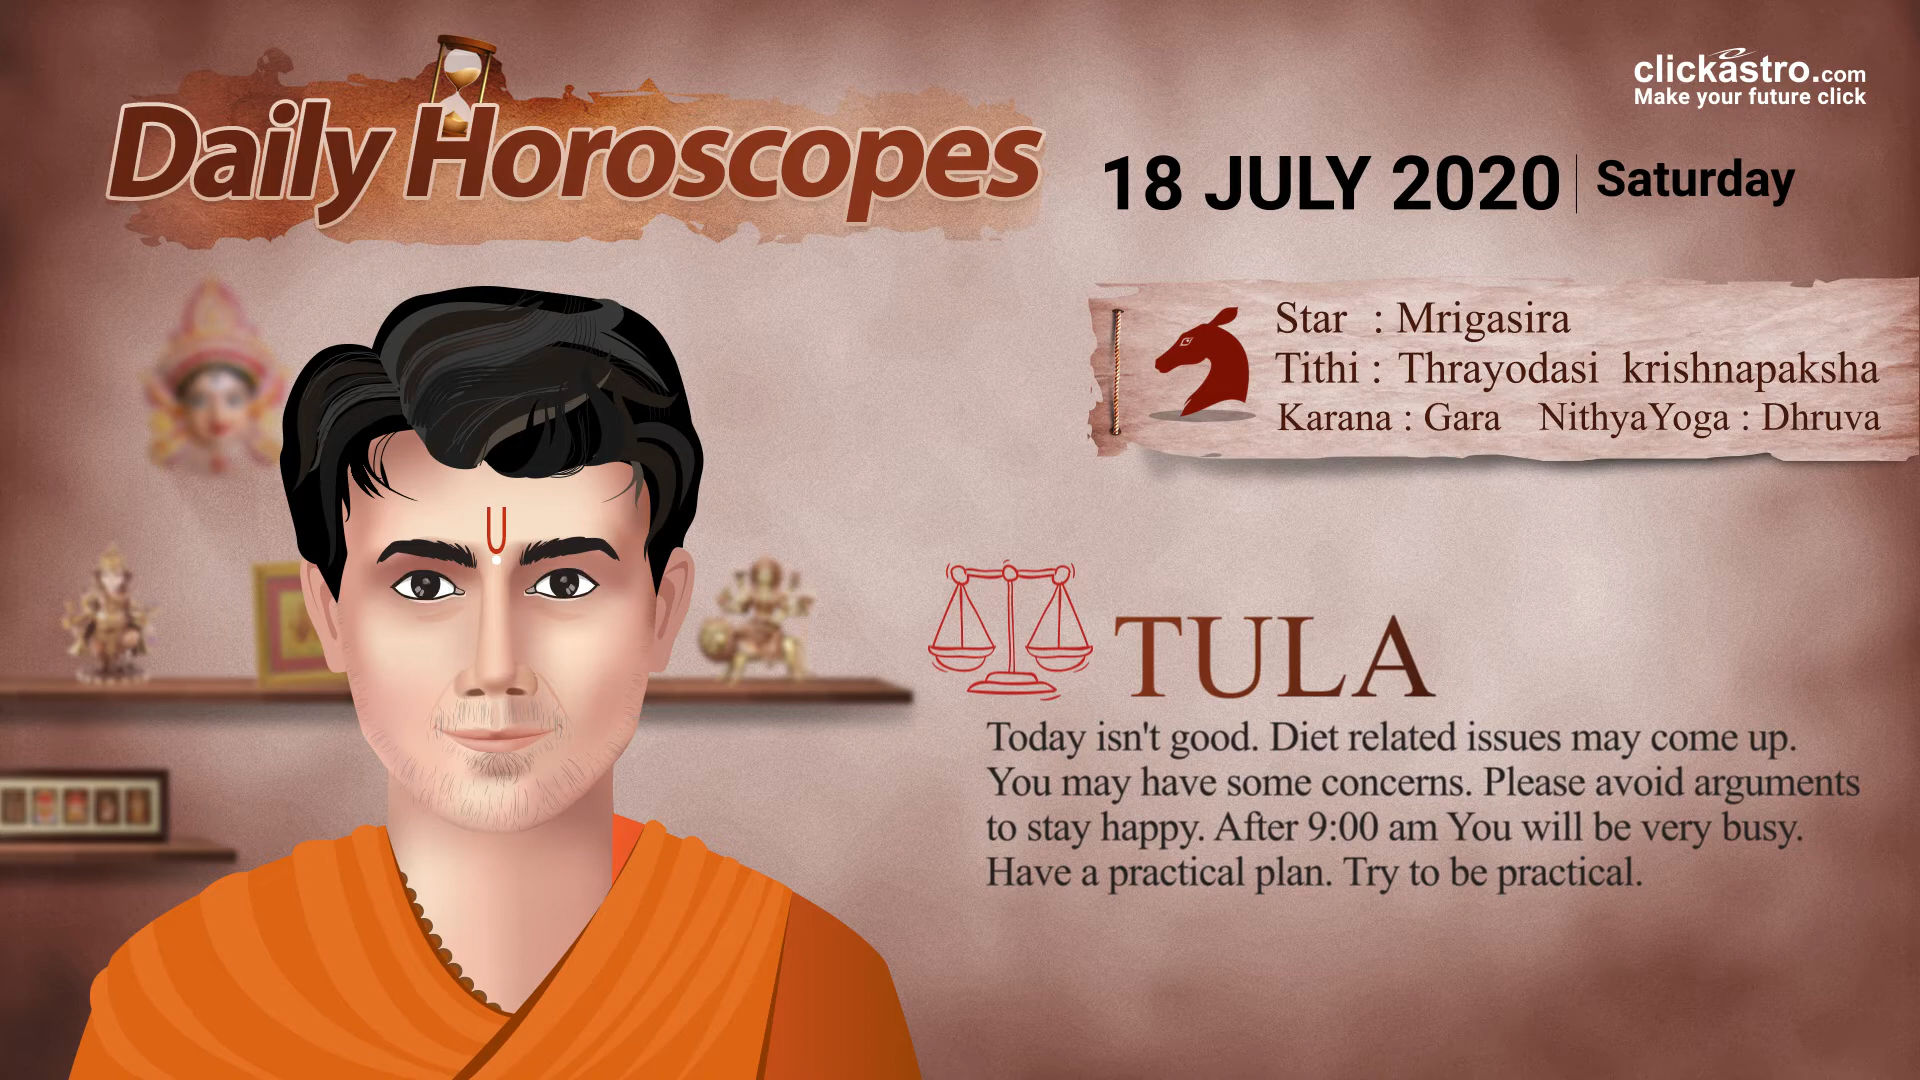 clickastro.com
Make your future click
Daily Horoscopes
18 JULY 2020 Saturday
Star : Mrigasira
Tithi : Thrayodasi krishnapaksha
Karana : Gara NithyaYoga : Dhruva
TULA
Today isn't good. Diet related issues may come up.
You may have some concerns. Please avoid arguments
to stay happy. After 9:00 am You will be very busy.
Have a practical plan. Try to be practical.